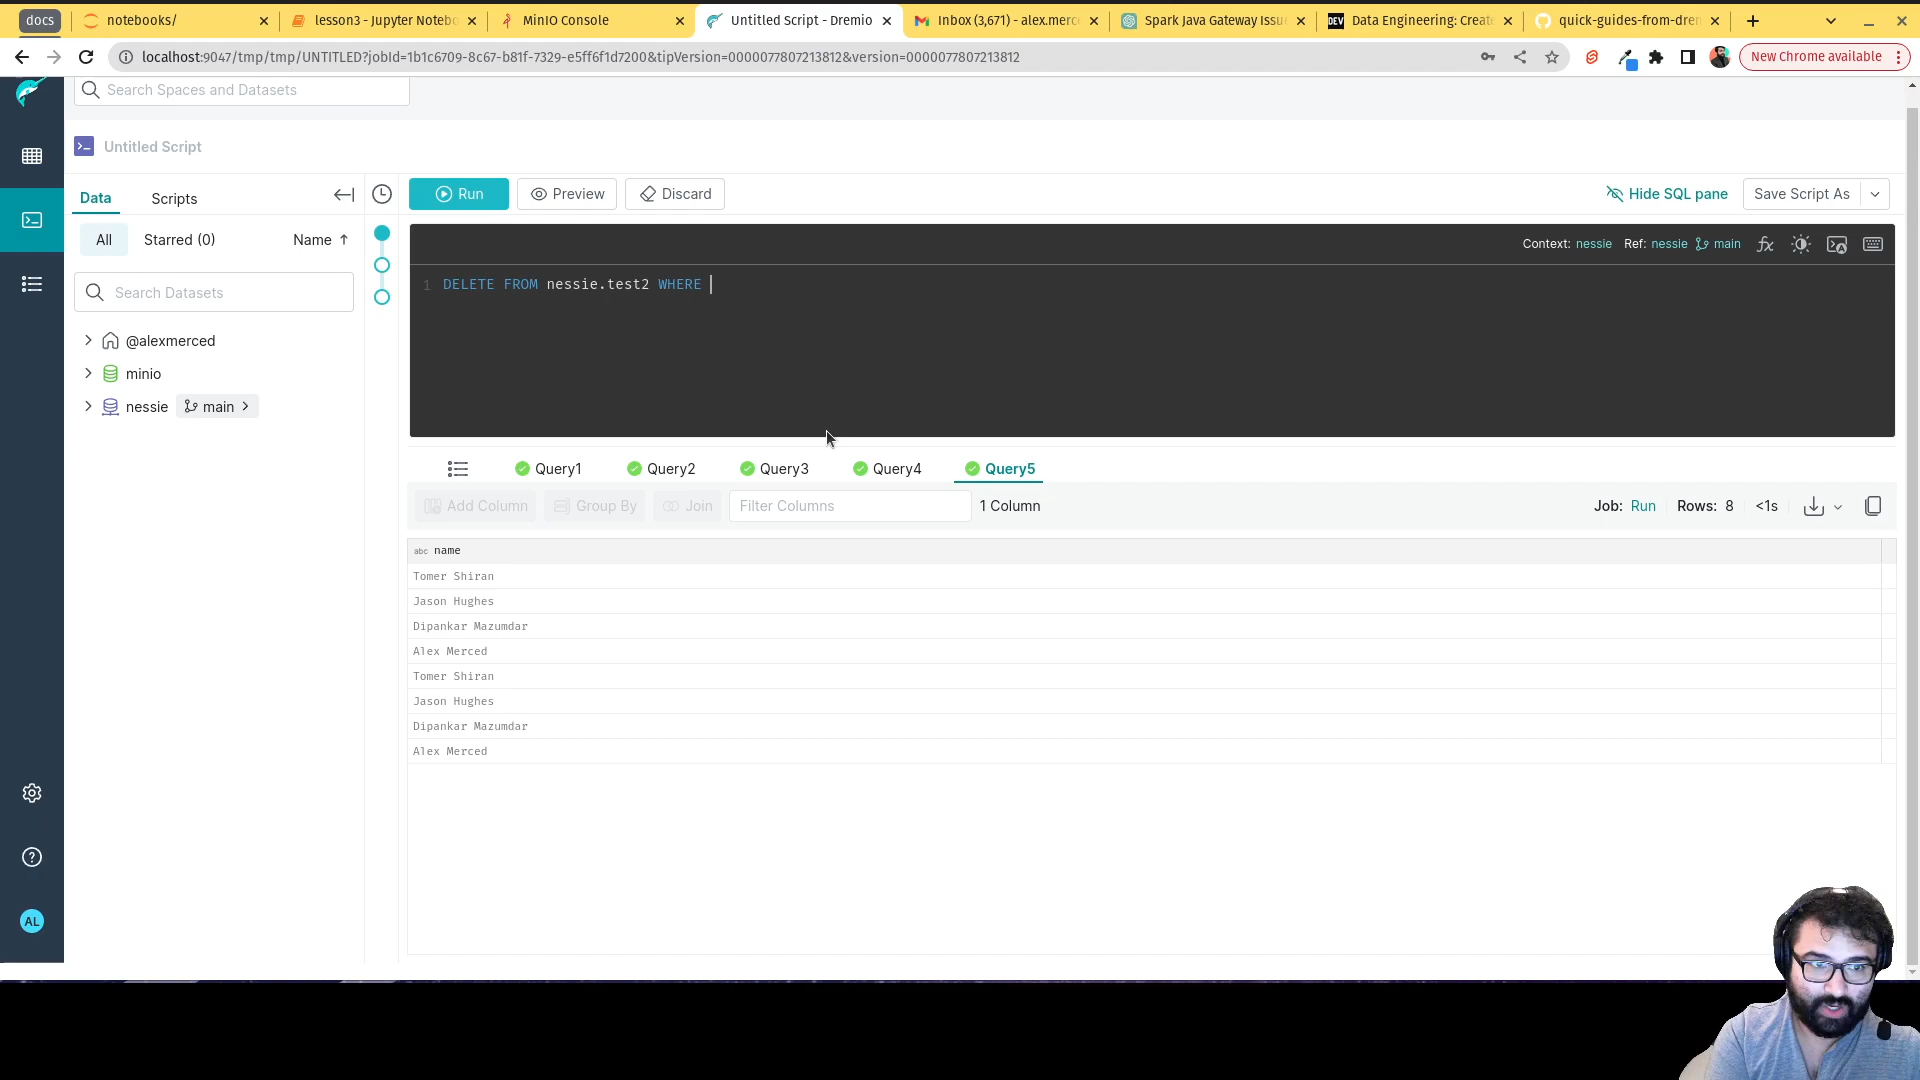 docs
notebooks/
lesson3 - Jupyter Notebo
MinIO Console
Untitled Script - Dremio
Inbox (3,671) - alex.merc
Spark Java Gateway Issu
DEV Data Engineering: Create
quick-guides-from-drem
localhost:9047/tmp/tmp/UNTITLED?jobId=1b1c6709-8c67-b81f-7329-e5ff6f1d7200&tipVersion=0000077807213812&version=0000077807213812
New Chrome available
Search Spaces and Datasets
Untitled Script
Data
Scripts
Run
Preview
Discard
Hide SQL pane
Save Script As
All
Starred (0)
Name
Context: nessie Ref: nessie main
1 DELETE FROM nessie.test2 WHERE
Search Datasets
@alexmerced
minio
nessie
main
Query1
Query2
Query3
Query4
Query5
Add Column
Group By
Join
Filter Columns
1 Column
Job: Run
Rows: 8
<1s
abc name
Tomer Shiran
Jason Hughes
Dipankar Mazumdar
Alex Merced
Tomer Shiran
Jason Hughes
Dipankar Mazumdar
Alex Merced
AL